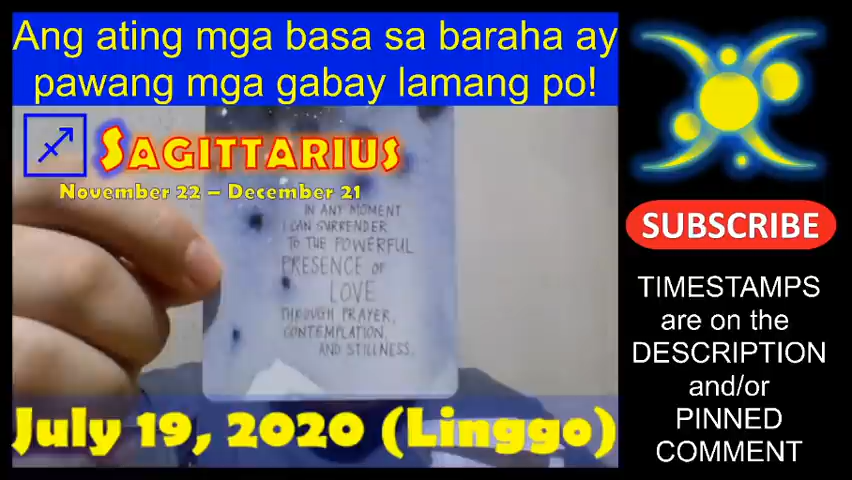 Ang ating mga basa sa baraha ay
pawang mga gabay lamang po!
SAGITTARIUS
November 22 – December 21
IN ANY MOMENT
I CAN SURRENDER
TO THE POWERFUL
PRESENCE OF
LOVE
THROUGH PRAYER,
CONTEMPLATION,
AND STILLNESS.
July 19, 2020 (Linggo)
SUBSCRIBE
TIMESTAMPS
are on the
DESCRIPTION
and/or
PINNED
COMMENT